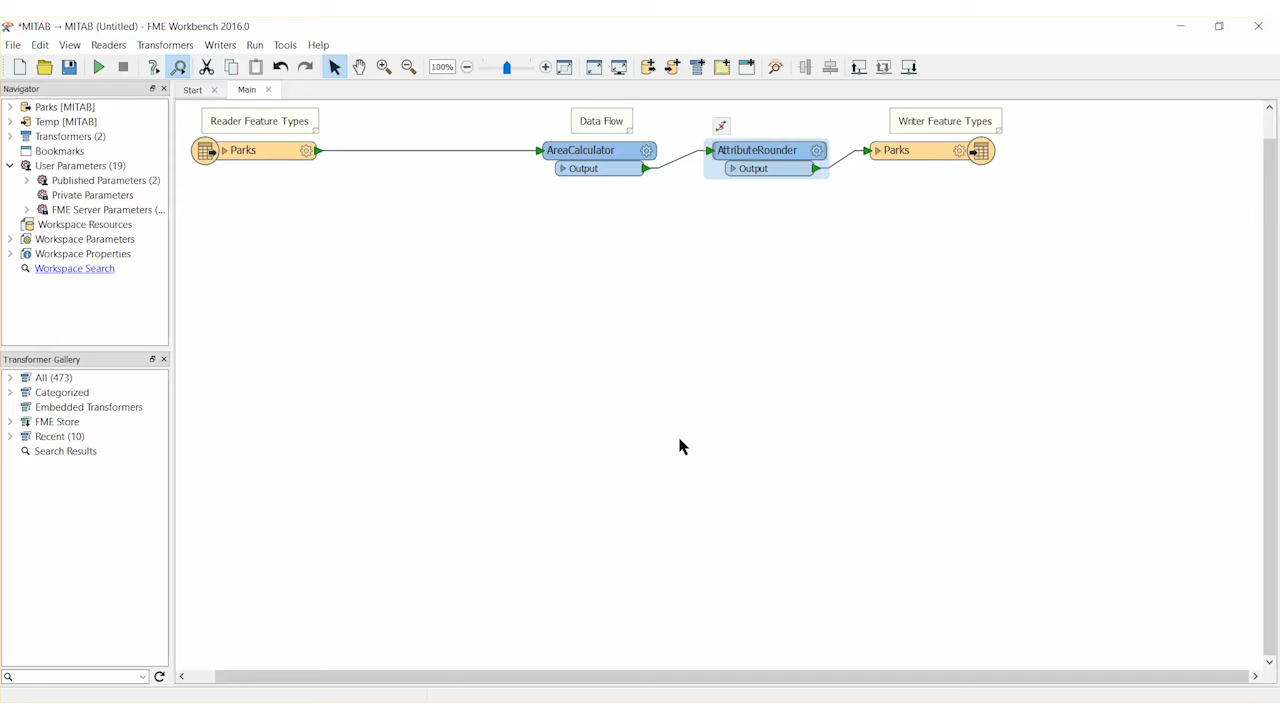 *MITAB → MITAB (Untitled) - FME Workbench 2016.0
File Edit View Readers Transformers Writers Run Tools Help
100%
Navigator
Start Main
Parks [MITAB]
Temp [MITAB]
Transformers (2)
Bookmarks
User Parameters (19)
Published Parameters (2)
Private Parameters
FME Server Parameters (...
Workspace Resources
Workspace Parameters
Workspace Properties
Workspace Search
Reader Feature Types
Data Flow
Writer Feature Types
Parks
AreaCalculator
AttributeRounder
Parks
Output
Output
Transformer Gallery
All (473)
Categorized
Embedded Transformers
FME Store
Recent (10)
Search Results